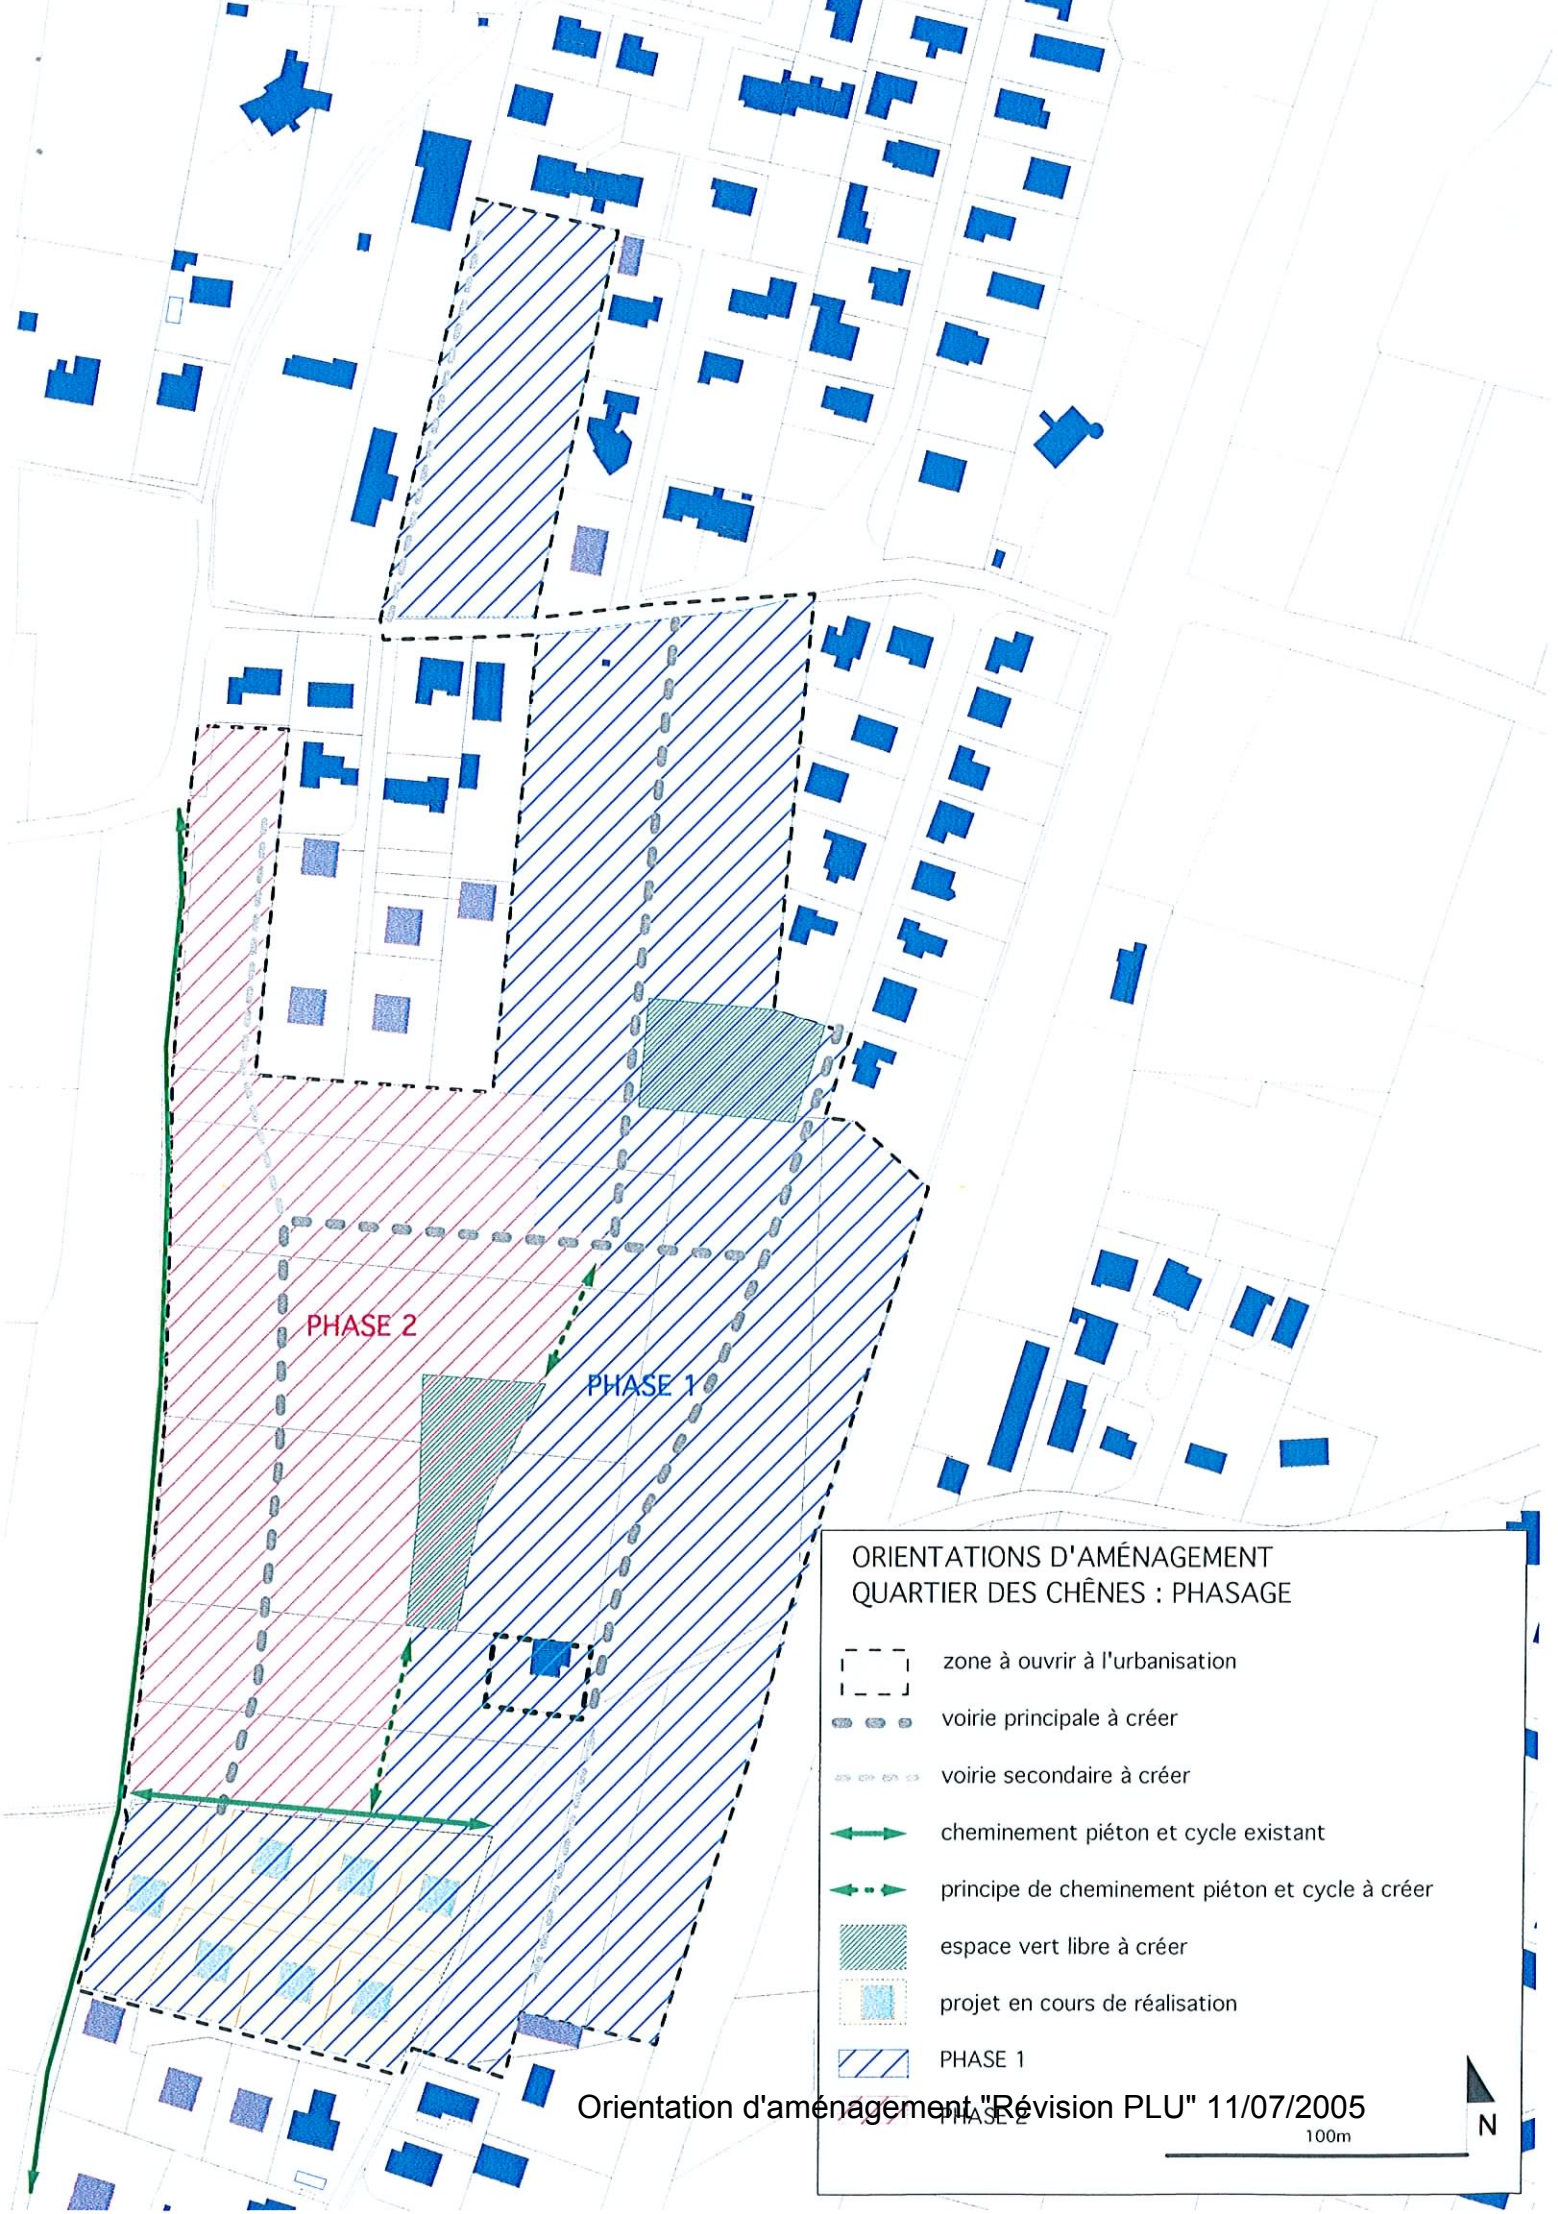 PHASE 2
PHASE 1
ORIENTATIONS D'AMÉNAGEMENT
QUARTIER DES CHÊNES : PHASAGE
zone à ouvrir à l'urbanisation
voirie principale à créer
voirie secondaire à créer
cheminement piéton et cycle existant
principe de cheminement piéton et cycle à créer
espace vert libre à créer
projet en cours de réalisation
PHASE 1
PHASE 2
Orientation d'aménagement "Révision PLU" 11/07/2005
100m
N